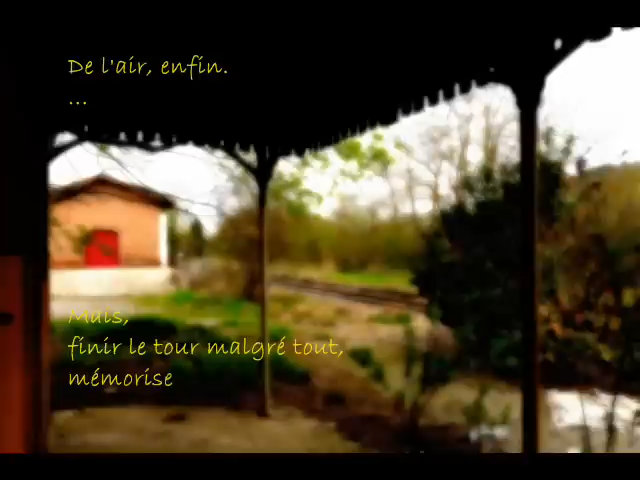 De l'air, enfin.
...
Mais,
finir le tour malgré tout,
mémorise